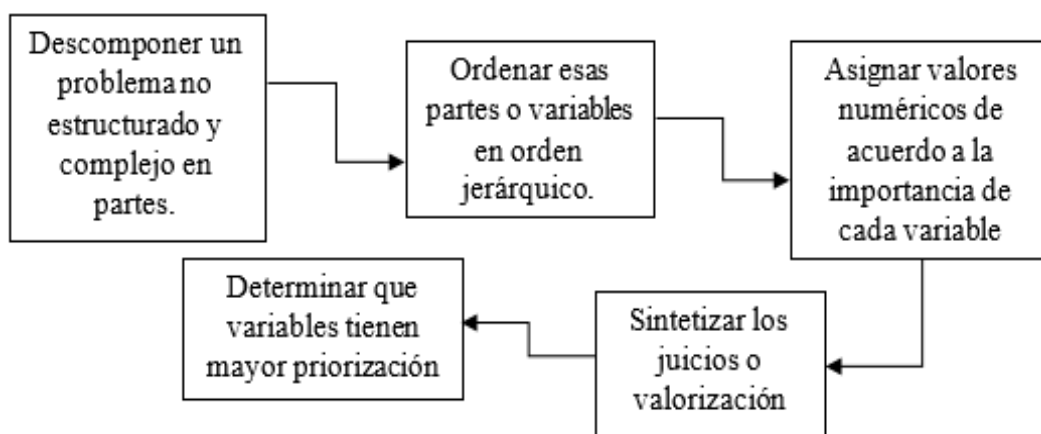 Descomponer un
problema no
estructurado y
complejo en
partes.
Ordenar esas
partes o variables
en orden
jerárquico.
Asignar valores
numéricos de
acuerdo a la
importancia de
cada variable
Sintetizar los
juicios o
valorización
Determinar que
variables tienen
mayor priorización